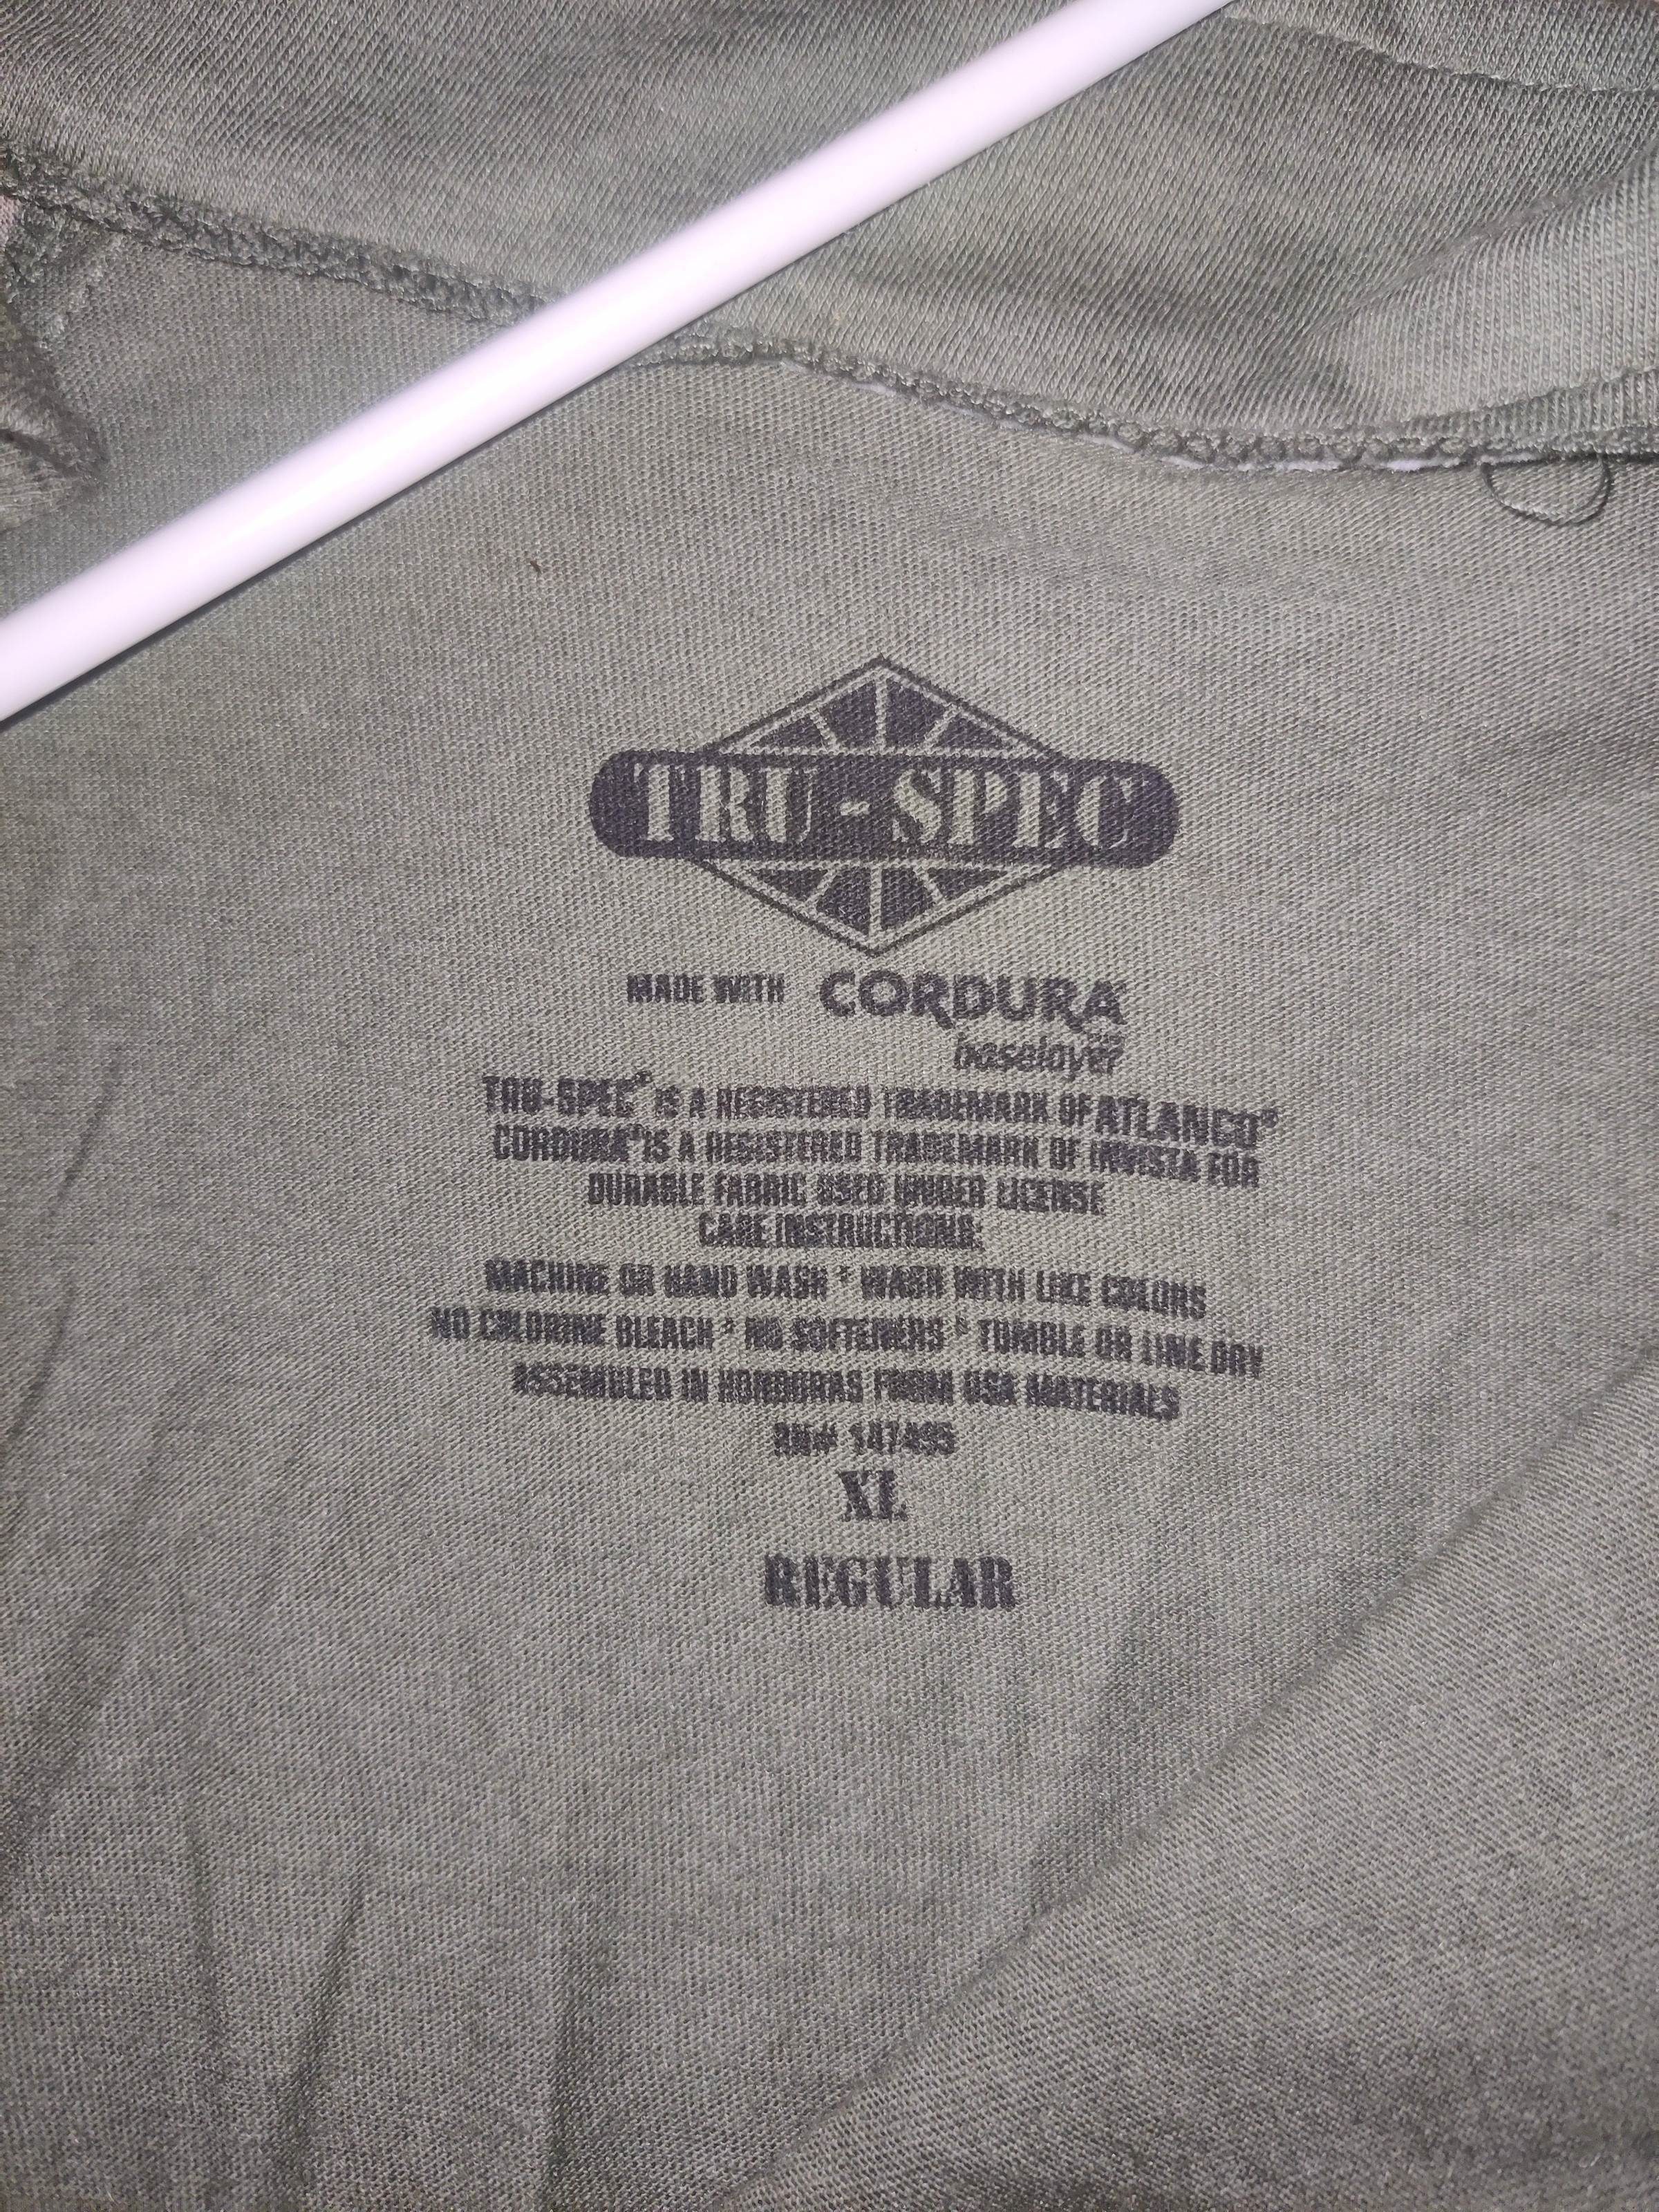 TRU-SPEC
MADE WITH CORDURA®
baselayer
TRU-SPEC® IS A REGISTERED TRADEMARK OF ATLANCO®
CORDURA® IS A REGISTERED TRADEMARK OF INVISTA FOR
DURABLE FABRIC USED UNDER LICENSE
CARE INSTRUCTIONS:
MACHINE OR HAND WASH * WASH WITH LIKE COLORS
NO CHLORINE BLEACH * NO SOFTENERS * TUMBLE OR LINE DRY
ASSEMBLED IN HONDURAS FROM USA MATERIALS
RN# 147495
XL
REGULAR